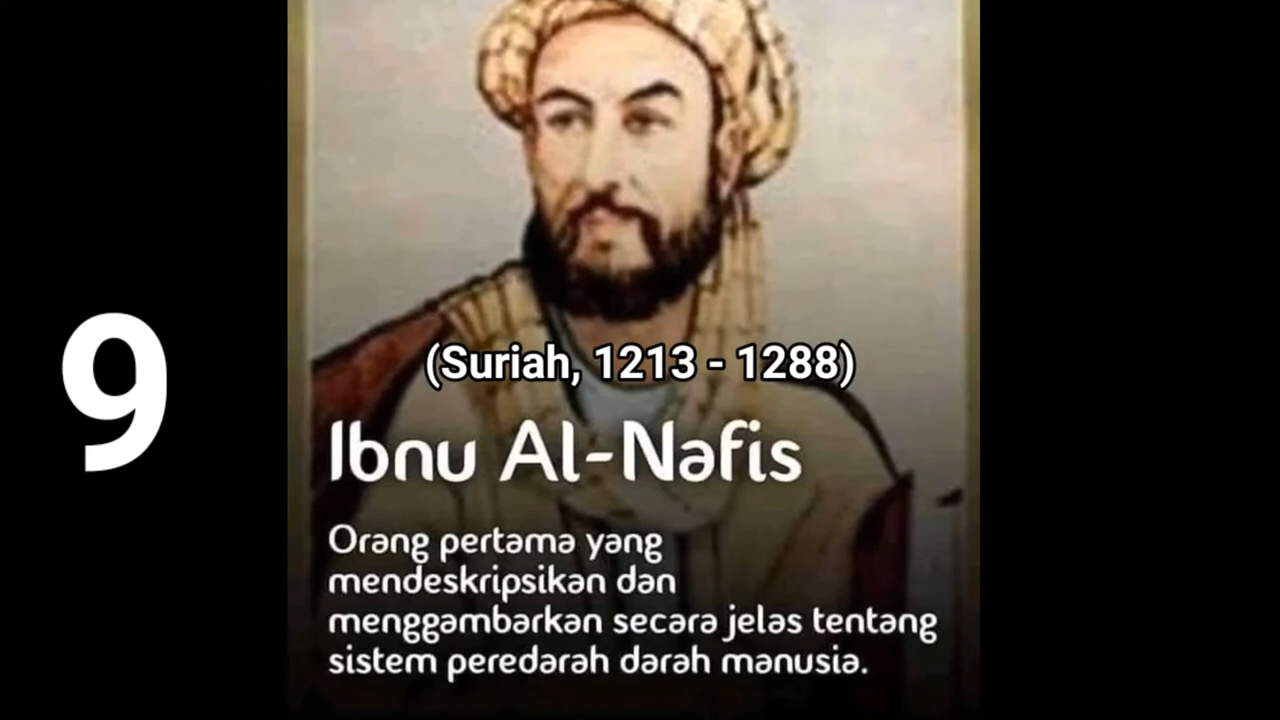 9
(Suriah, 1213 - 1288)
Ibnu Al-Nafis
Orang pertama yang
mendeskripsikan dan
menggambarkan secara jelas tentang
sistem peredarah darah manusia.